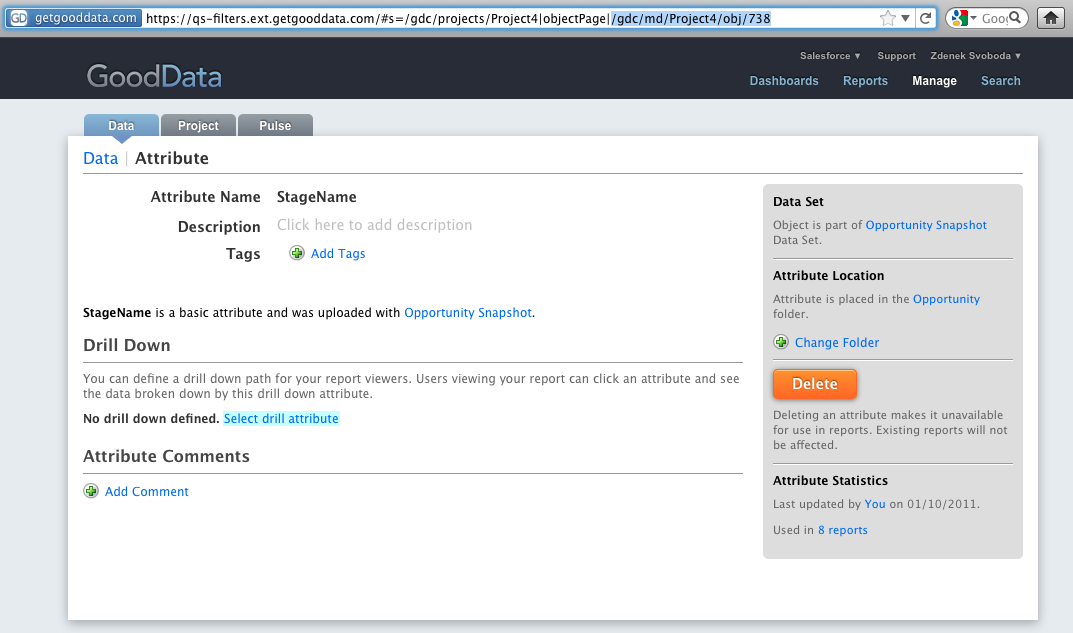 GD getgooddata.com https://qs-filters.ext.getgooddata.com/#s=/gdc/projects/Project4|objectPage|/gdc/md/Project4/obj/738
Salesforce ▼ Support Zdenek Svoboda ▼
GoodData
Dashboards Reports Manage Search
Data Project Pulse
Data | Attribute
Attribute Name StageName
Description Click here to add description
Tags Add Tags
StageName is a basic attribute and was uploaded with Opportunity Snapshot.
Drill Down
You can define a drill down path for your report viewers. Users viewing your report can click an attribute and see
the data broken down by this drill down attribute.
No drill down defined. Select drill attribute
Attribute Comments
Add Comment
Data Set
Object is part of Opportunity Snapshot
Data Set.
Attribute Location
Attribute is placed in the Opportunity
folder.
Change Folder
Delete
Deleting an attribute makes it unavailable
for use in reports. Existing reports will not
be affected.
Attribute Statistics
Last updated by You on 01/10/2011.
Used in 8 reports